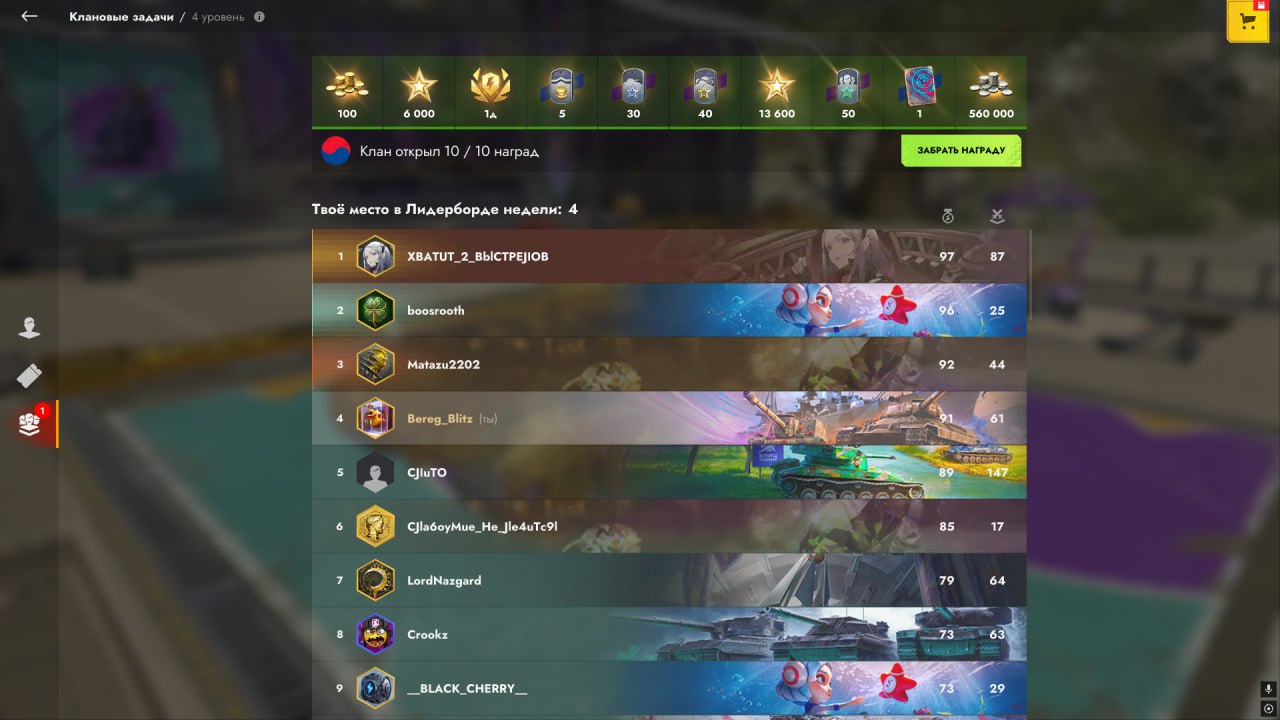 Клановые задачи / 4 уровень
100 6 000 1д 5 30 40 13 600 50 1 560 000
Клан открыл 10 / 10 наград
ЗАБРАТЬ НАГРАДУ
Твоё место в Лидерборде недели: 4
1 XBATUT_2_BblCTPEJIOB 97 87
2 boosrooth 96 25
3 Matazu2202 92 44
4 Bereg_Blitz (ты) 91 61
1
5 CJIuTO 89 147
6 CJla6oyMue_He_Jle4uTc9l 85 17
7 LordNazgard 79 64
8 Crookz 73 63
9 __BLACK_CHERRY__ 73 29